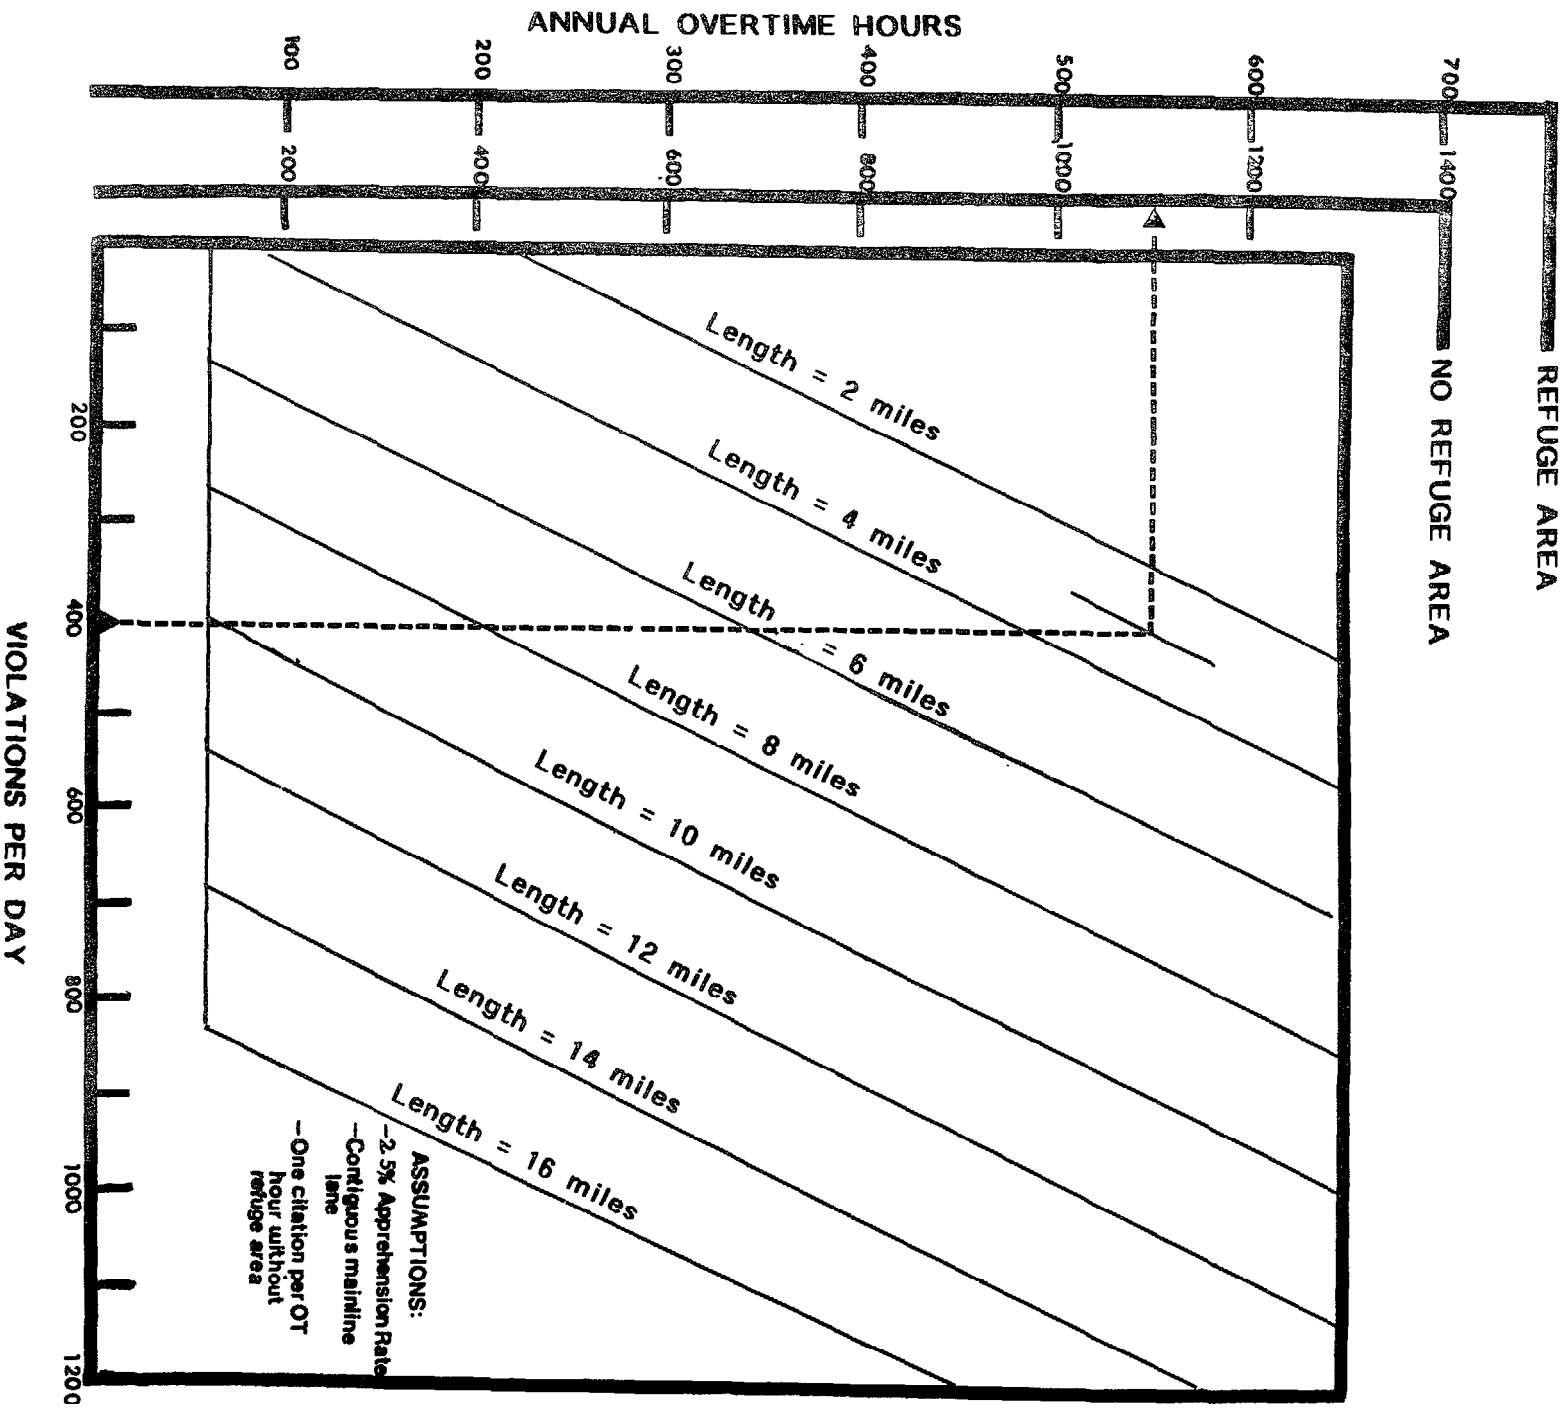 ANNUAL OVERTIME HOURS
100
200
300
400
500
600
700
200
400
600
800
1000
1200
1400
REFUGE AREA
NO REFUGE AREA
Length = 2 miles
Length = 4 miles
Length = 6 miles
Length = 8 miles
Length = 10 miles
Length = 12 miles
Length = 14 miles
Length = 16 miles
ASSUMPTIONS:
-2.5% Apprehension Rate
-Contiguous mainline
lane
-One citation per OT
hour without
refuge area
200
400
600
800
1000
1200
VIOLATIONS PER DAY